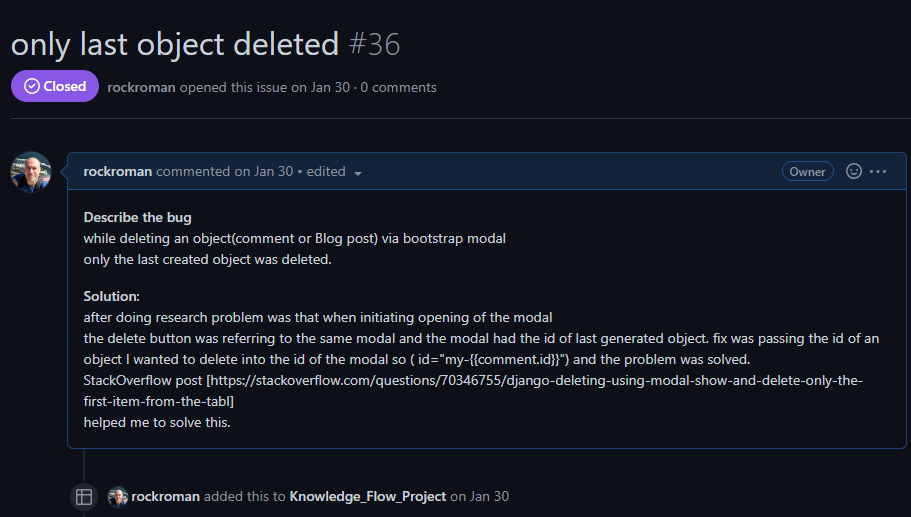 only last object deleted #36
Closed rockroman opened this issue on Jan 30 · 0 comments
rockroman commented on Jan 30 • edited Owner
Describe the bug
while deleting an object(comment or Blog post) via bootstrap modal
only the last created object was deleted.
Solution:
after doing research problem was that when initiating opening of the modal
the delete button was referring to the same modal and the modal had the id of last generated object. fix was passing the id of an
object I wanted to delete into the id of the modal so ( id="my-{{comment.id}}") and the problem was solved.
StackOverflow post [https://stackoverflow.com/questions/70346755/django-deleting-using-modal-show-and-delete-only-the-
first-item-from-the-tabl]
helped me to solve this.
rockroman added this to Knowledge_Flow_Project on Jan 30